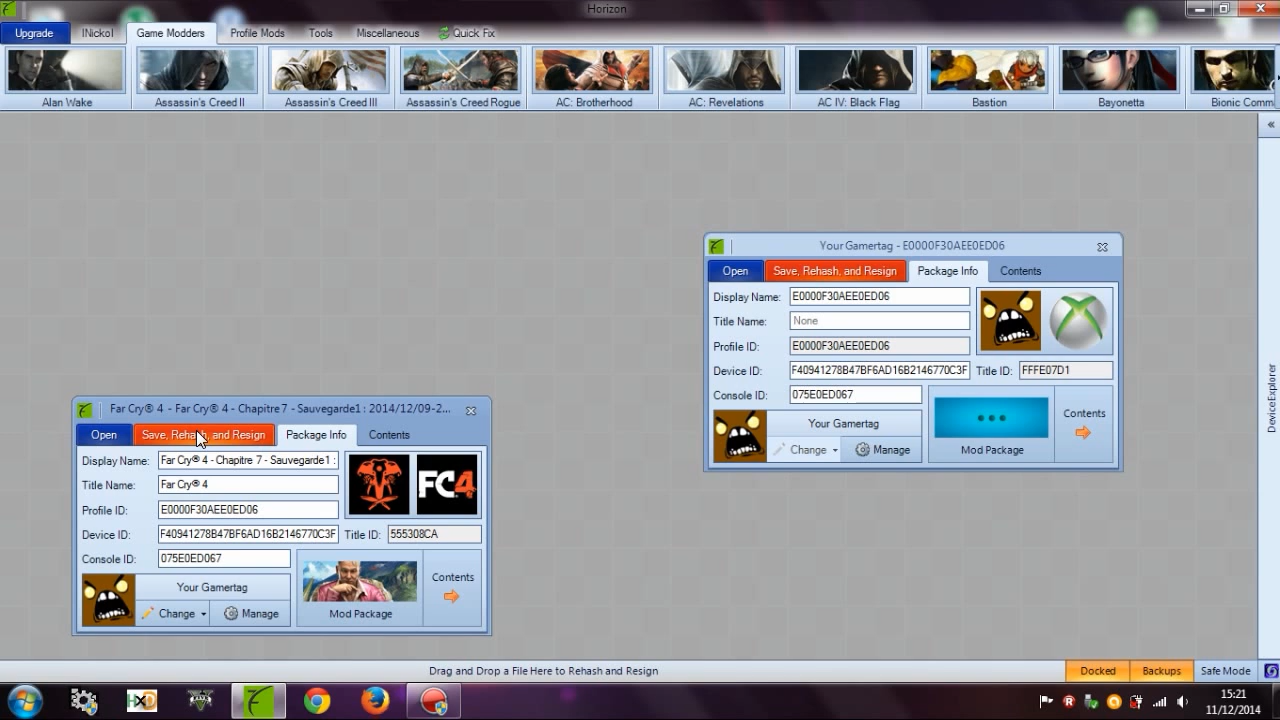 Horizon
Upgrade INickol Game Modders Profile Mods Tools Miscellaneous Quick Fix
Alan Wake Assassin's Creed II Assassin's Creed III Assassin's Creed Rogue AC: Brotherhood AC: Revelations AC IV: Black Flag Bastion Bayonetta Bionic Comm
DeviceExplorer
Your Gamertag - E0000F30AEE0ED06
Open Save, Rehash, and Resign Package Info Contents
Display Name: E0000F30AEE0ED06
Title Name: None
Profile ID: E0000F30AEE0ED06
Device ID: F40941278B47BF6AD16B2146770C3F Title ID: FFFE07D1
Console ID: 075E0ED067
Your Gamertag
Change Manage
Mod Package
Contents
Far Cry® 4 - Far Cry® 4 - Chapitre 7 - Sauvegarde1 : 2014/12/09-2...
Open Save, Rehash, and Resign Package Info Contents
Display Name: Far Cry® 4 - Chapitre 7 - Sauvegarde1 :
Title Name: Far Cry® 4
FC4
Profile ID: E0000F30AEE0ED06
Device ID: F40941278B47BF6AD16B2146770C3F Title ID: 555308CA
Console ID: 075E0ED067
Your Gamertag
Change Manage
Mod Package
Contents
Drag and Drop a File Here to Rehash and Resign
Docked Backups Safe Mode
HXD
15:21
11/12/2014